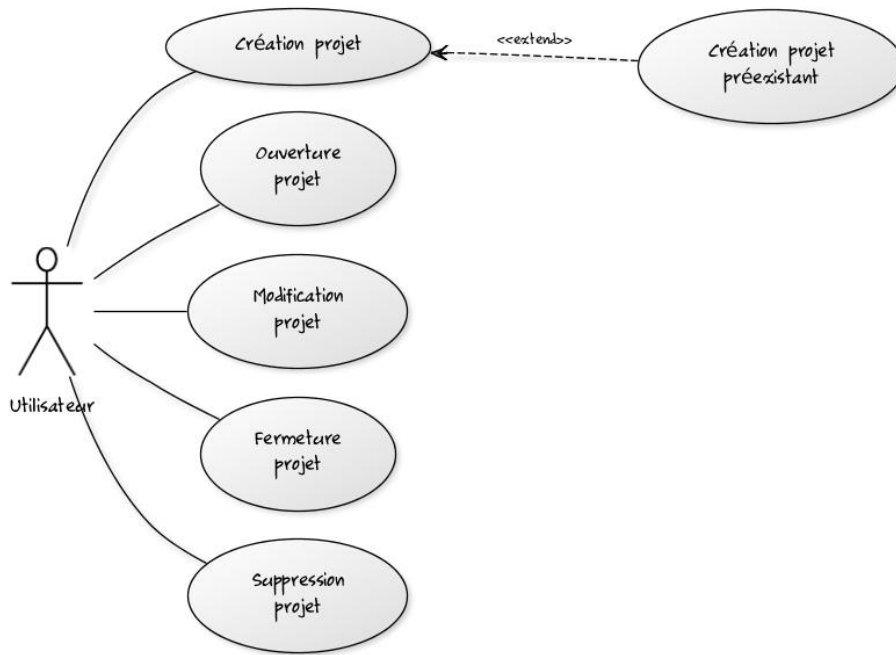 Création projet
<<extend>>
Création projet
préexistant
Ouverture
projet
Modification
projet
Utilisateur
Fermeture
projet
Suppression
projet